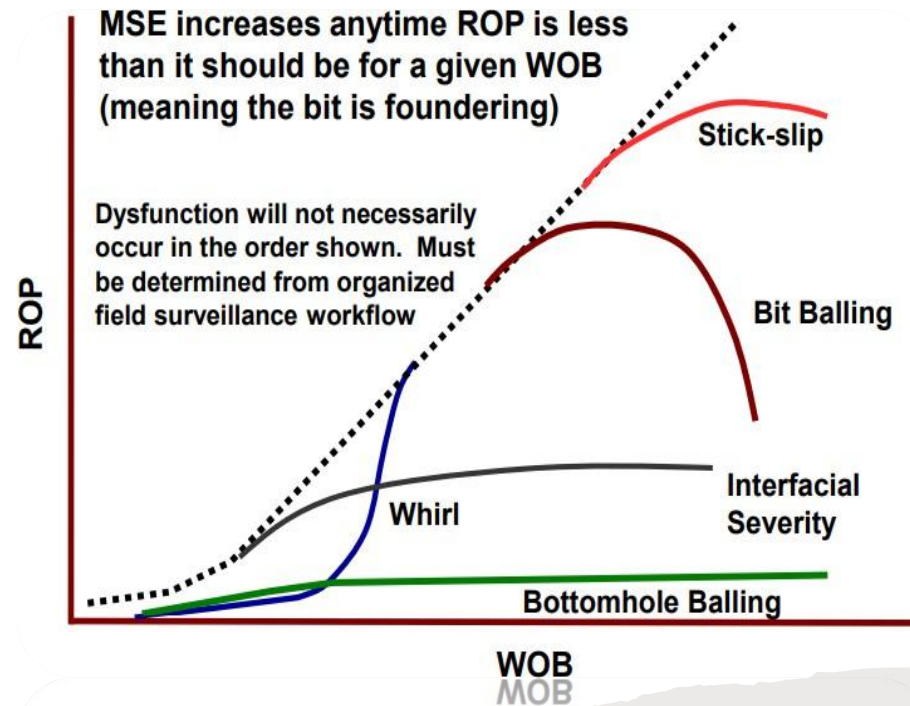 MSE increases anytime ROP is less
than it should be for a given WOB
(meaning the bit is foundering)
Stick-slip
Dysfunction will not necessarily
occur in the order shown.  Must
be determined from organized
field surveillance workflow
ROP
Bit Balling
Interfacial
Severity
Whirl
Bottomhole Balling
WOB